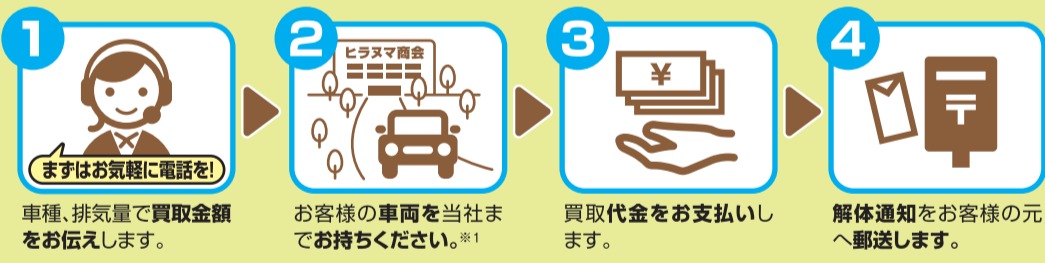 1
まずはお気軽に電話を!
車種、排気量で買取金額
をお伝えします。
2
ヒラヌマ商会
お客様の車両を当社ま
でお持ちください。※1
3
¥
買取代金をお支払いし
ます。
4
〒
解体通知をお客様の元
へ郵送します。